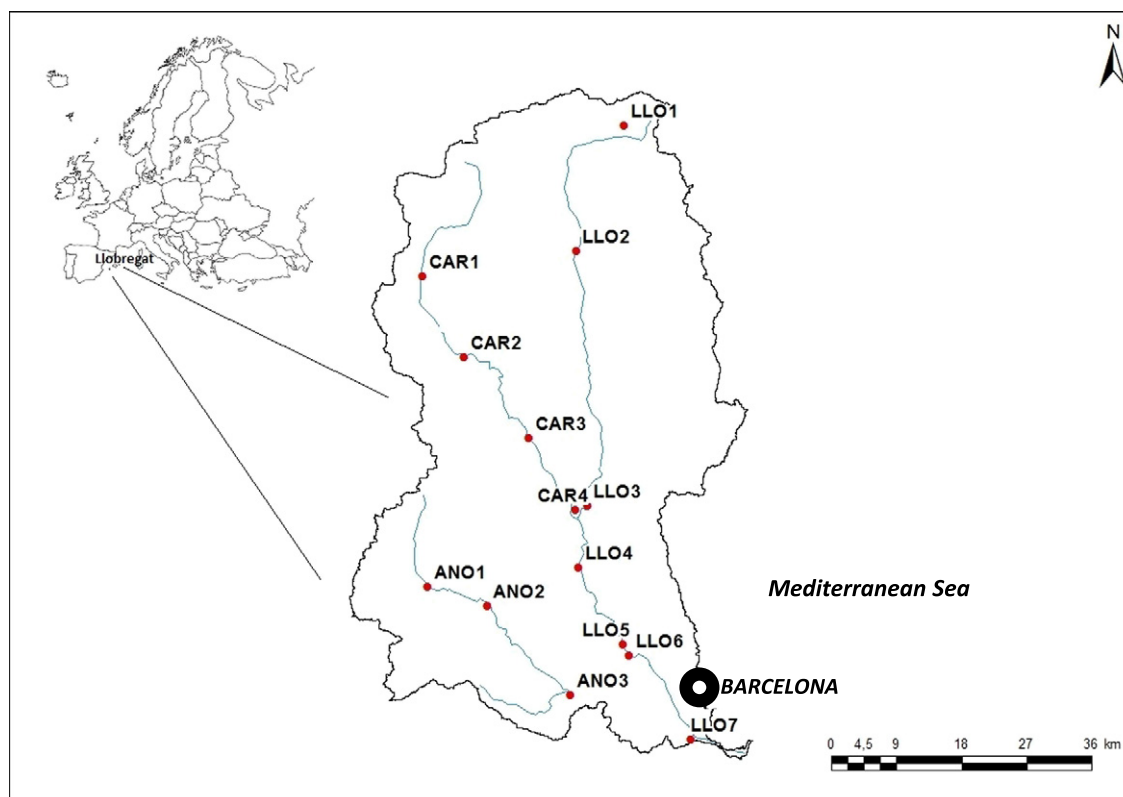 N
LLO1
LLO2
Llobregat
CAR1
CAR2
CAR3
CAR4
LLO3
LLO4
ANO1
ANO2
Mediterranean Sea
LLO5
LLO6
ANO3
BARCELONA
LLO7
0 4,5 9 18 27 36 km